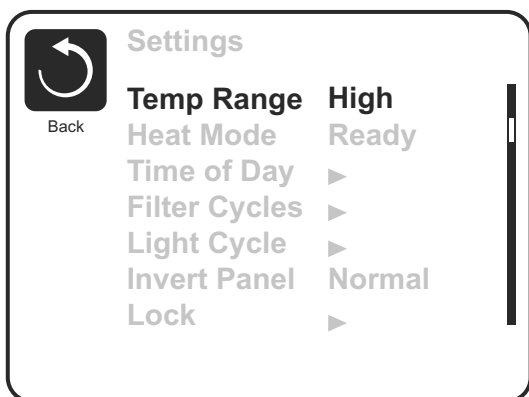 Settings
Back
Temp Range High
Heat Mode Ready
Time of Day ►
Filter Cycles ►
Light Cycle ►
Invert Panel Normal
Lock ►